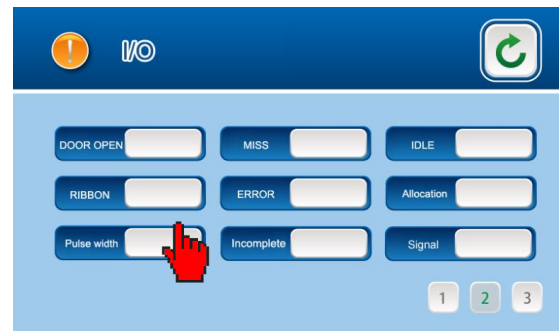 I/O
DOOR OPEN MISS IDLE
RIBBON ERROR Allocation
Pulse width Incomplete Signal
1 2 3